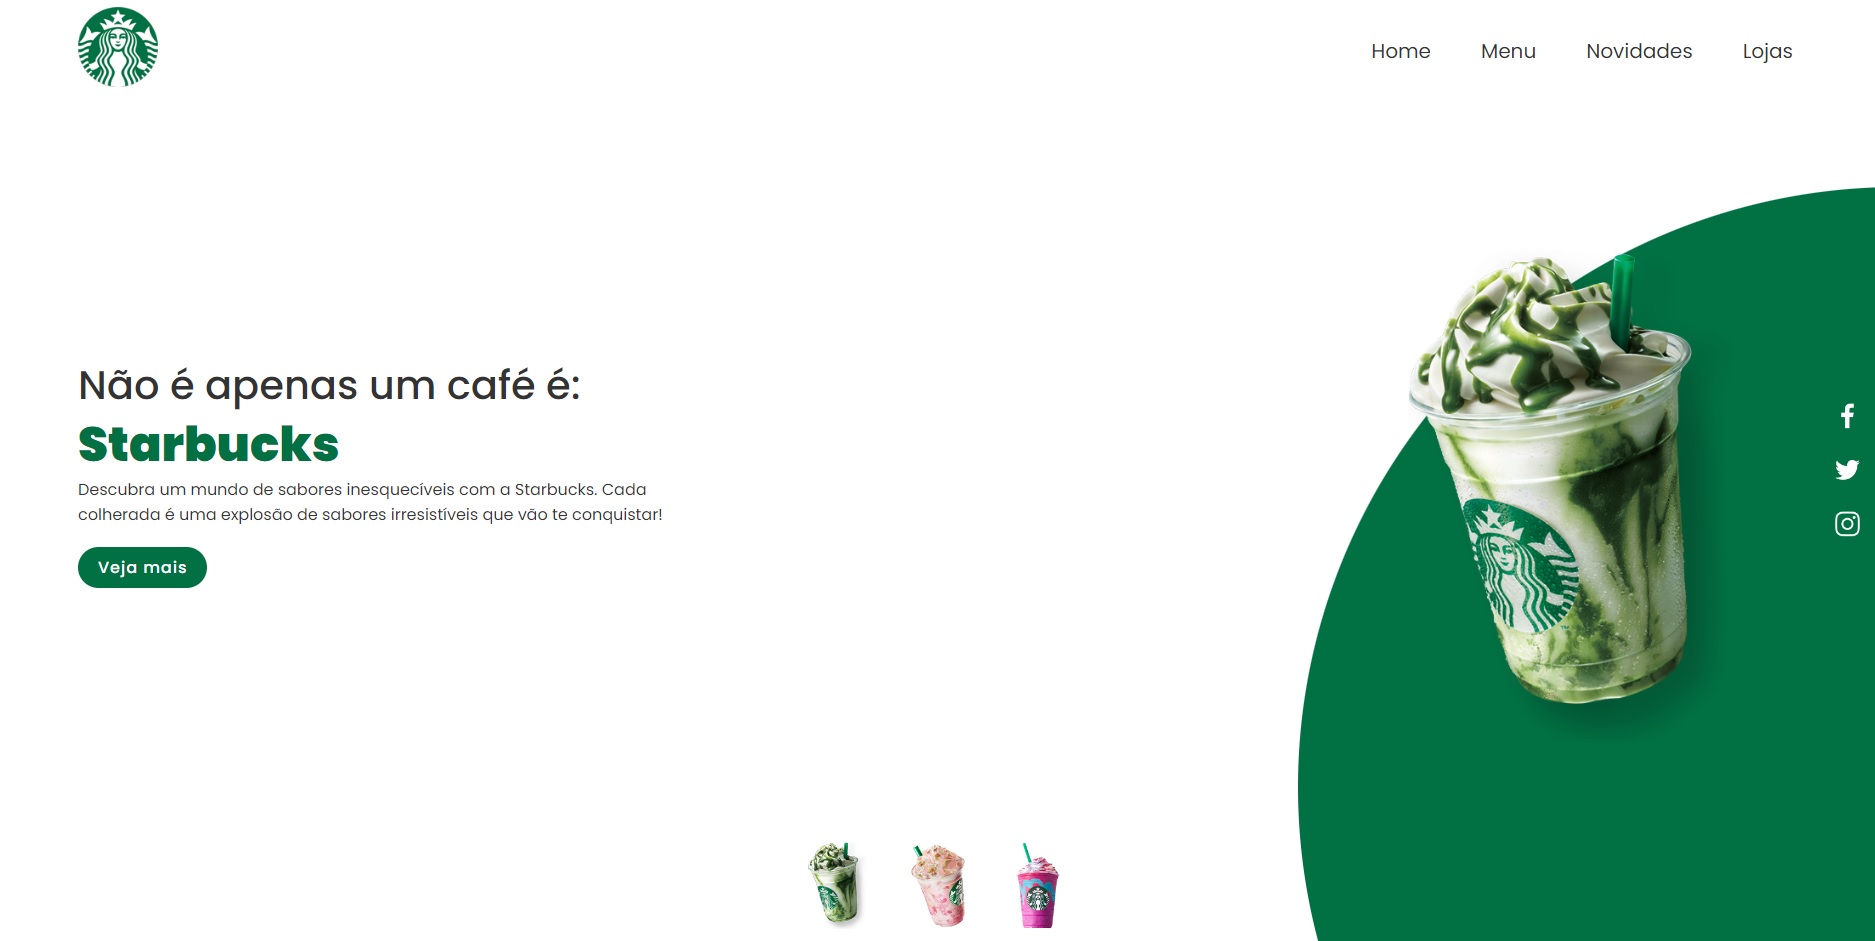 Home Menu Novidades Lojas
Não é apenas um café é:
Starbucks
Descubra um mundo de sabores inesquecíveis com a Starbucks. Cada
colherada é uma explosão de sabores irresistíveis que vão te conquistar!
Veja mais